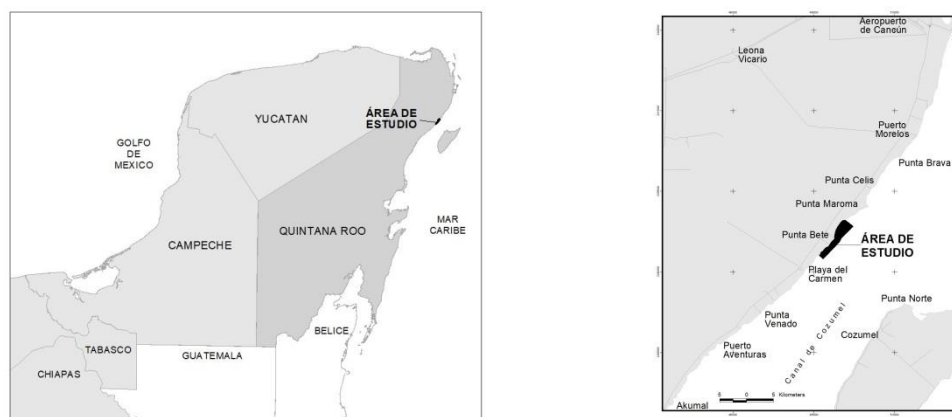 YUCATAN
ÁREA DE
ESTUDIO
GOLFO
DE
MEXICO
QUINTANA ROO
MAR
CARIBE
CAMPECHE
BELICE
TABASCO
GUATEMALA
CHIAPAS
Aeropuerto
de Cancún
Leona
Vicario
Puerto
Morelos
Punta Brava
Punta Celis
Punta Maroma
Punta Bete
ÁREA DE
ESTUDIO
Playa del
Carmen
Punta Norte
Punta
Venado
Cozumel
Canal de Cozumel
Puerto
Aventuras
5 0 5 Kilometers
Akumal